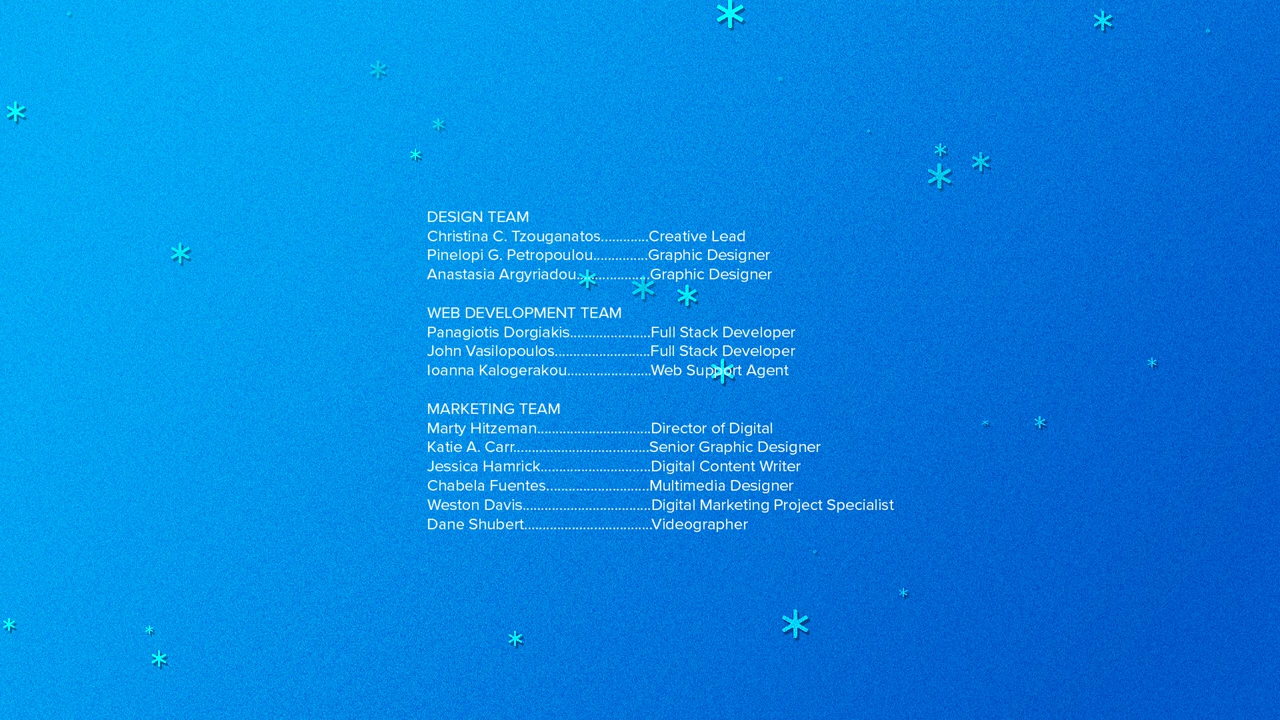 DESIGN TEAM
Christina C. Tzouganatos.............Creative Lead
Pinelopi G. Petropoulou...............Graphic Designer
Anastasia Argyriadou....................Graphic Designer
WEB DEVELOPMENT TEAM
Panagiotis Dorgiakis......................Full Stack Developer
John Vasilopoulos..........................Full Stack Developer
Ioanna Kalogerakou.......................Web Support Agent
MARKETING TEAM
Marty Hitzeman...............................Director of Digital
Katie A. Carr.....................................Senior Graphic Designer
Jessica Hamrick..............................Digital Content Writer
Chabela Fuentes............................Multimedia Designer
Weston Davis...................................Digital Marketing Project Specialist
Dane Shubert...................................Videographer